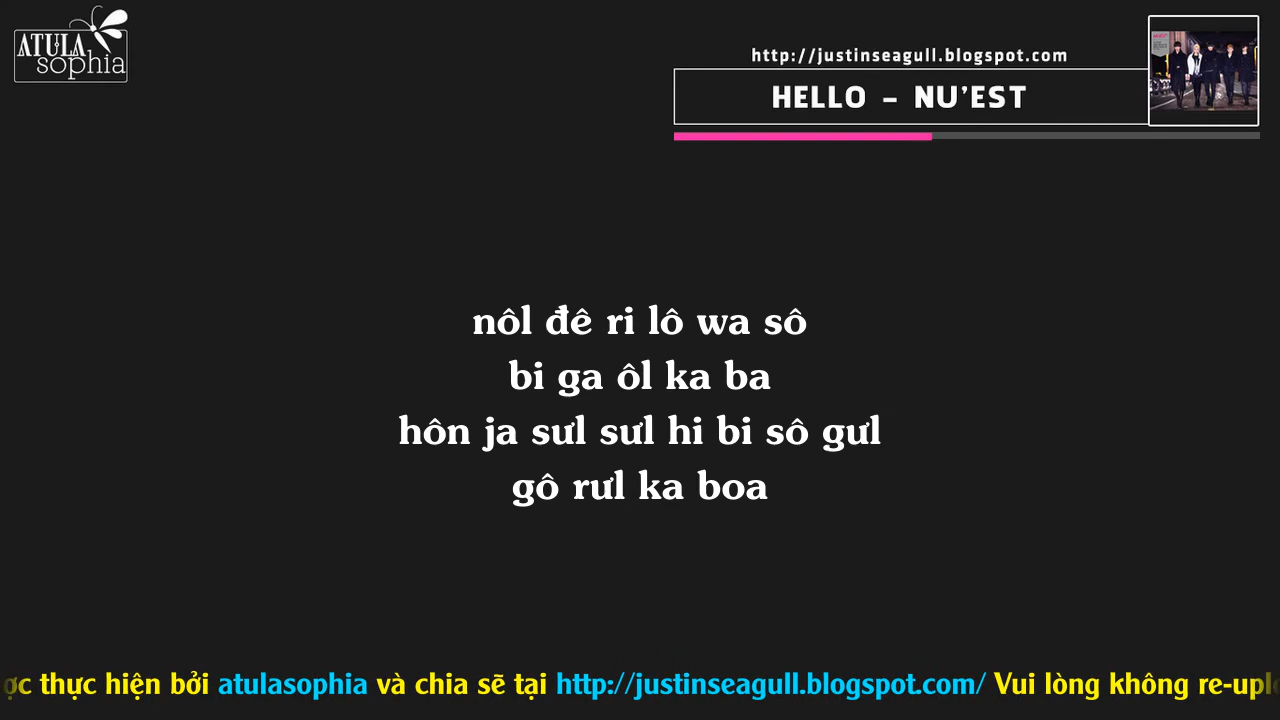 ATULA
sophia
http://justinseagull.blogspot.com
HELLO - NU'EST
nôl đê ri lô wa sô
bi ga ôl ka ba
hôn ja sưl sưl hi bi sô gưl
gô rưl ka boa
ợc thực hiện bởi atulasophia và chia sẽ tại http://justinseagull.blogspot.com/ Vui lòng không re-uplo